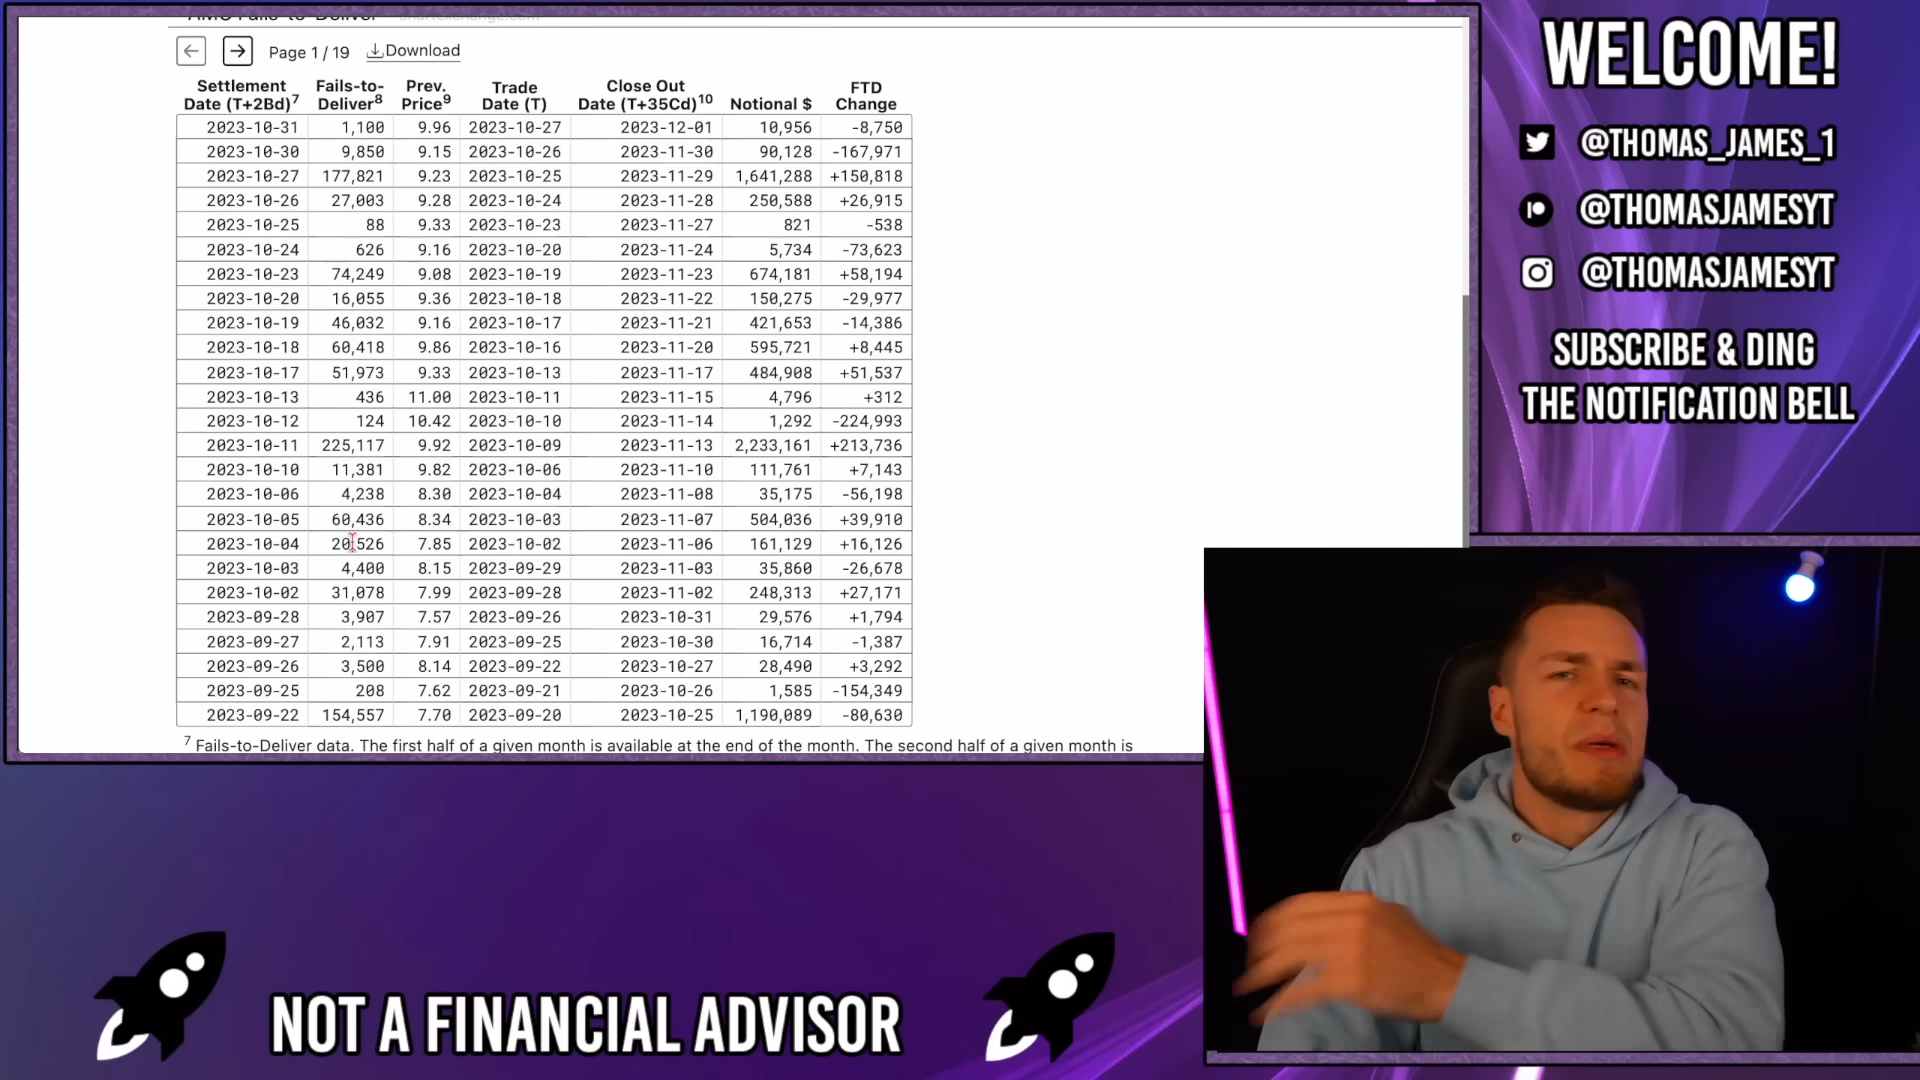 AMC Fails-to-Deliver chartexchange.com
Page 1 / 19 Download
Settlement Date (T+2Bd)7 Fails-to-Deliver8 Prev. Price9 Trade Date (T) Close Out Date (T+35Cd)10 Notional $ FTD Change
2023-10-31 1,100 9.96 2023-10-27 2023-12-01 10,956 -8,750
2023-10-30 9,850 9.15 2023-10-26 2023-11-30 90,128 -167,971
2023-10-27 177,821 9.23 2023-10-25 2023-11-29 1,641,288 +150,818
2023-10-26 27,003 9.28 2023-10-24 2023-11-28 250,588 +26,915
2023-10-25 88 9.33 2023-10-23 2023-11-27 821 -538
2023-10-24 626 9.16 2023-10-20 2023-11-24 5,734 -73,623
2023-10-23 74,249 9.08 2023-10-19 2023-11-23 674,181 +58,194
2023-10-20 16,055 9.36 2023-10-18 2023-11-22 150,275 -29,977
2023-10-19 46,032 9.16 2023-10-17 2023-11-21 421,653 -14,386
2023-10-18 60,418 9.86 2023-10-16 2023-11-20 595,721 +8,445
2023-10-17 51,973 9.33 2023-10-13 2023-11-17 484,908 +51,537
2023-10-13 436 11.00 2023-10-11 2023-11-15 4,796 +312
2023-10-12 124 10.42 2023-10-10 2023-11-14 1,292 -224,993
2023-10-11 225,117 9.92 2023-10-09 2023-11-13 2,233,161 +213,736
2023-10-10 11,381 9.82 2023-10-06 2023-11-10 111,761 +7,143
2023-10-06 4,238 8.30 2023-10-04 2023-11-08 35,175 -56,198
2023-10-05 60,436 8.34 2023-10-03 2023-11-07 504,036 +39,910
2023-10-04 20,526 7.85 2023-10-02 2023-11-06 161,129 +16,126
2023-10-03 4,400 8.15 2023-09-29 2023-11-03 35,860 -26,678
2023-10-02 31,078 7.99 2023-09-28 2023-11-02 248,313 +27,171
2023-09-28 3,907 7.57 2023-09-26 2023-10-31 29,576 +1,794
2023-09-27 2,113 7.91 2023-09-25 2023-10-30 16,714 -1,387
2023-09-26 3,500 8.14 2023-09-22 2023-10-27 28,490 +3,292
2023-09-25 208 7.62 2023-09-21 2023-10-26 1,585 -154,349
2023-09-22 154,557 7.70 2023-09-20 2023-10-25 1,190,089 -80,630
7 Fails-to-Deliver data. The first half of a given month is available at the end of the month. The second half of a given month is
WELCOME!
@THOMAS_JAMES_1
@THOMASJAMESYT
@THOMASJAMESYT
SUBSCRIBE & DING
THE NOTIFICATION BELL
NOT A FINANCIAL ADVISOR